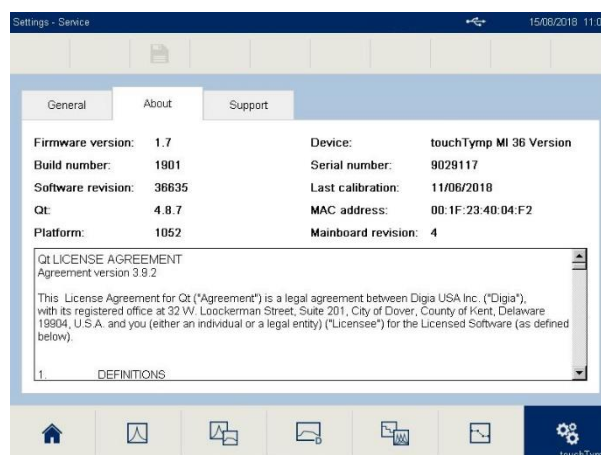 Settings - Service 15/08/2018 11:0
General About Support
Firmware version: 1.7 Device: touchTymp MI 36 Version
Build number: 1901 Serial number: 9029117
Software revision: 36635 Last calibration: 11/06/2018
Qt: 4.8.7 MAC address: 00:1F:23:40:04:F2
Platform: 1052 Mainboard revision: 4
Qt LICENSE AGREEMENT
Agreement version 3.9.2
This License Agreement for Qt ("Agreement") is a legal agreement between Digia USA Inc. ("Digia"),
with its registered office at 32 W. Loockerman Street, Suite 201, City of Dover, County of Kent, Delaware
19904, U.S.A. and you (either an individual or a legal entity) ("Licensee") for the Licensed Software (as defined
below).
1. DEFINITIONS
touchTym